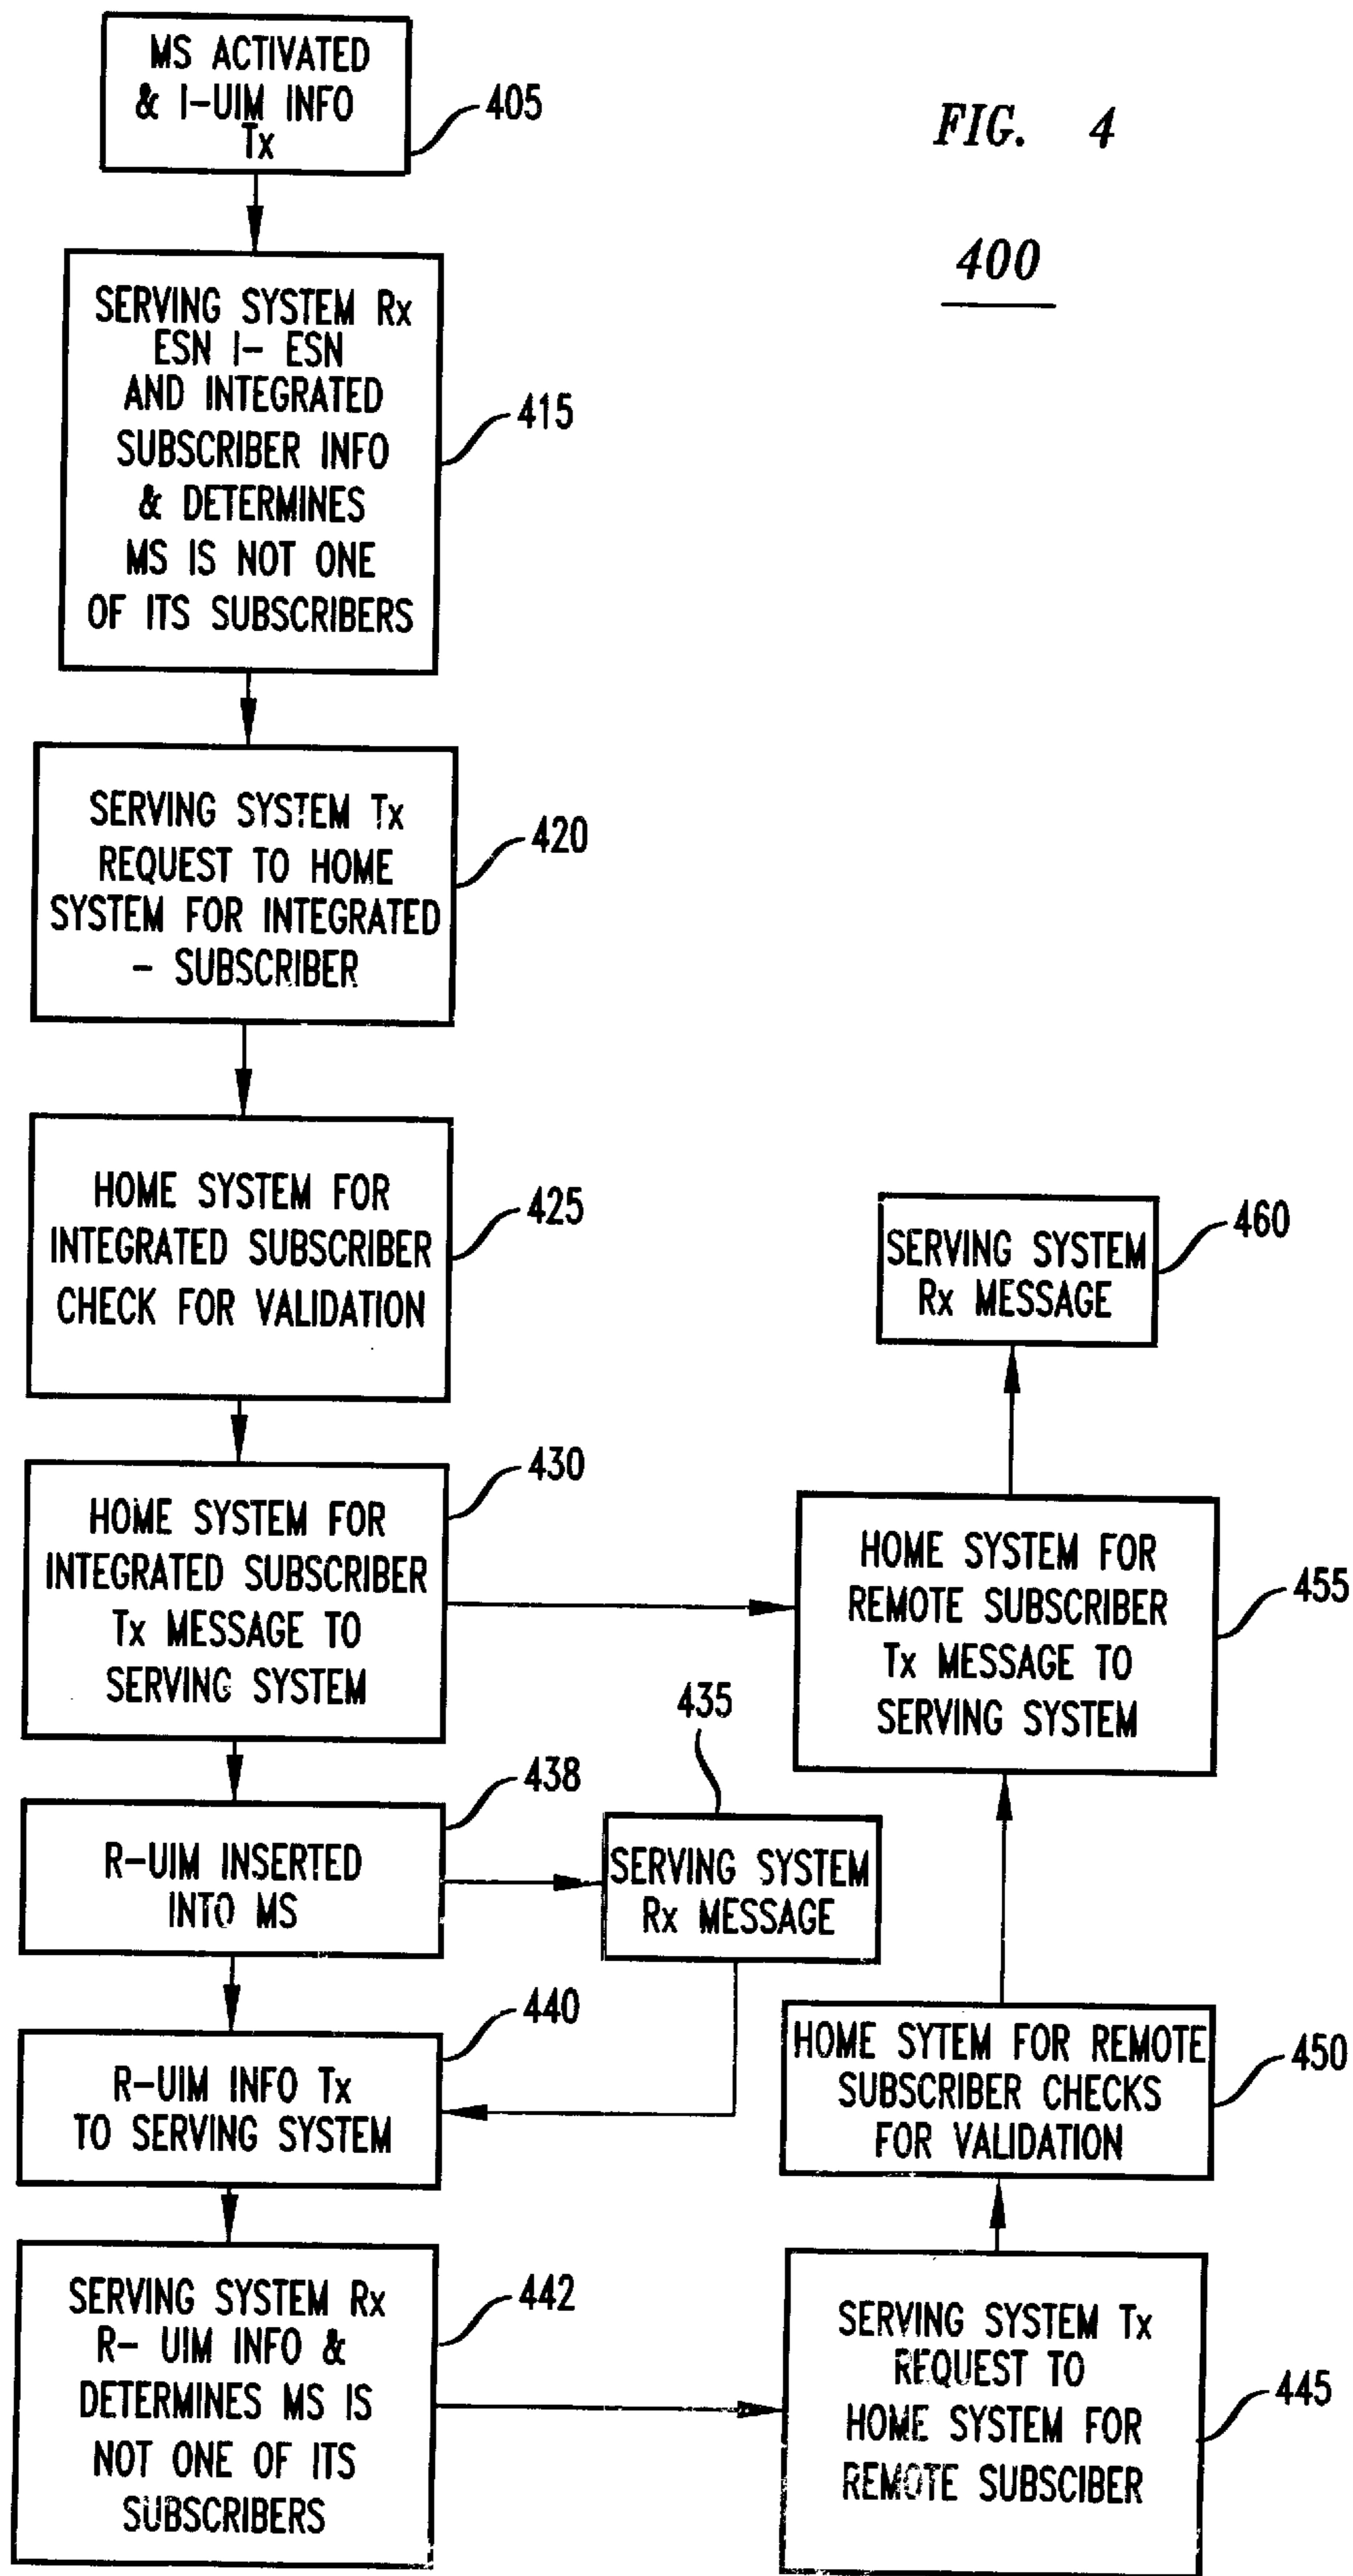 FIG. 4
400
MS ACTIVATED
& I-UIM INFO
Tx
405
SERVING SYSTEM Rx
ESN I- ESN
AND INTEGRATED
SUBSCRIBER INFO
& DETERMINES
MS IS NOT ONE
OF ITS SUBSCRIBERS
415
SERVING SYSTEM Tx
REQUEST TO HOME
SYSTEM FOR INTEGRATED
- SUBSCRIBER
420
HOME SYSTEM FOR
INTEGRATED SUBSCRIBER
CHECK FOR VALIDATION
425
HOME SYSTEM FOR
INTEGRATED SUBSCRIBER
Tx MESSAGE TO
SERVING SYSTEM
430
R-UIM INSERTED
INTO MS
438
SERVING SYSTEM
Rx MESSAGE
435
R-UIM INFO Tx
TO SERVING SYSTEM
440
SERVING SYSTEM Rx
R- UIM INFO &
DETERMINES MS IS
NOT ONE OF ITS
SUBSCRIBERS
442
SERVING SYSTEM Tx
REQUEST TO
HOME SYSTEM FOR
REMOTE SUBSCIBER
445
HOME SYTEM FOR REMOTE
SUBSCRIBER CHECKS
FOR VALIDATION
450
HOME SYSTEM FOR
REMOTE SUBSCRIBER
Tx MESSAGE TO
SERVING SYSTEM
455
SERVING SYSTEM
Rx MESSAGE
460